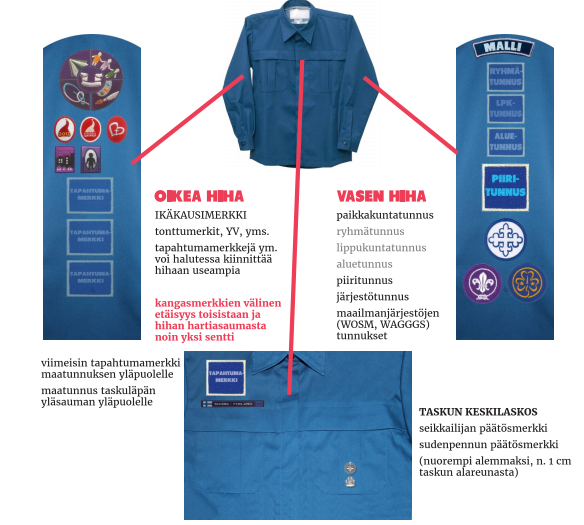 MALLI
RYHMÄ-
TUNNUS
LPK-
TUNNUS
ALUE-
TUNNUS
PIIRI-
TUNNUS
TAPAHTUMA-
MERKKI
TAPAHTUMA-
MERKKI
TAPAHTUMA-
MERKKI
OIKEA HIHA
IKÄKAUSIMERKKI
tonttumerkit, YV, yms.
tapahtumamerkkejä ym.
voi halutessa kiinnittää
hihaan useampia
kangasmerkkien välinen
etäisyys toisistaan ja
hihan hartiasaumasta
noin yksi sentti
VASEN HIHA
paikkakuntatunnus
ryhmätunnus
lippukuntatunnus
aluetunnus
piiritunnus
järjestötunnus
maailmanjärjestöjen
(WOSM, WAGGGS)
tunnukset
viimeisin tapahtumamerkki
maatunnuksen yläpuolelle
maatunnus taskuläpän
yläsauman yläpuolelle
TAPAHTUMA-
MERKKI
SUOMI - FINLAND
TASKUN KESKILASKOS
seikkailijan päätösmerkki
sudenpennun päätösmerkki
(nuorempi alemmaksi, n. 1 cm
taskun alareunasta)